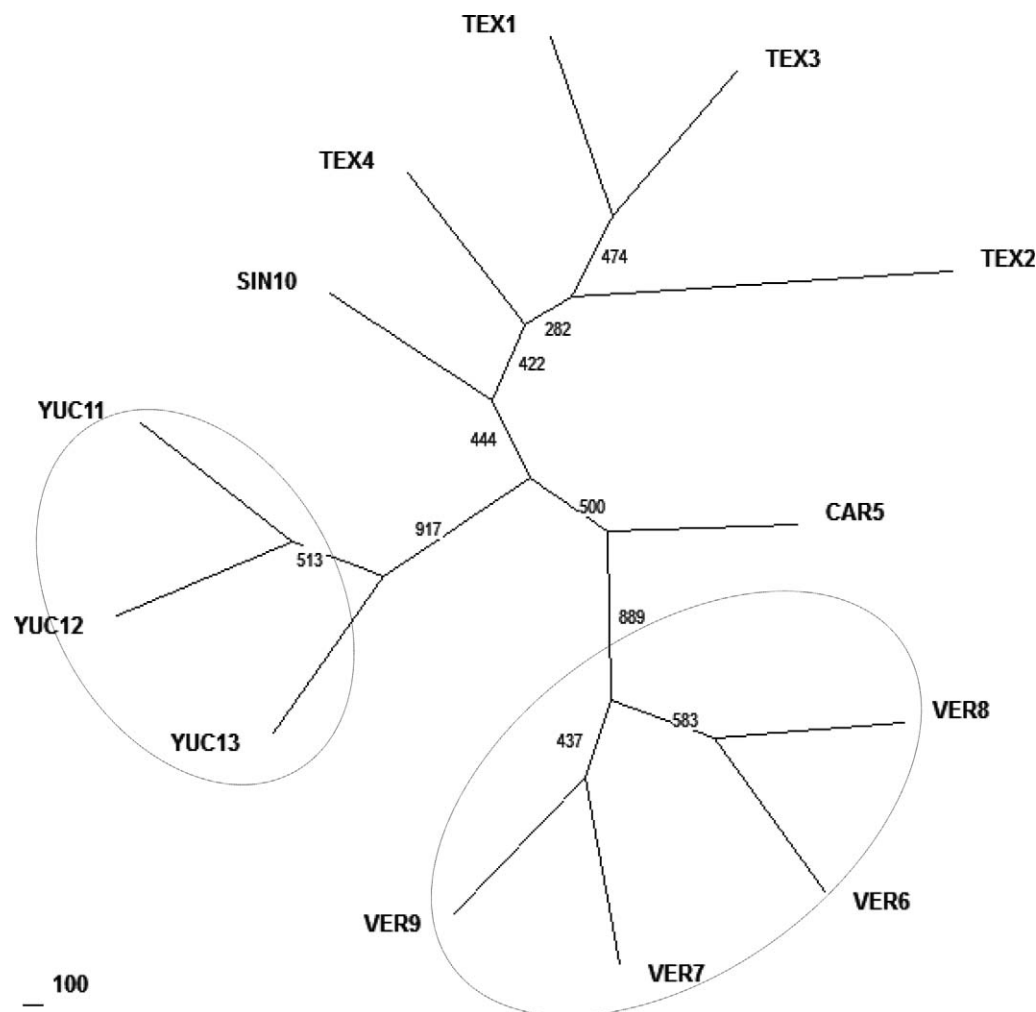 TEX1
TEX3
TEX4
TEX2
474
SIN10
282
422
YUC11
444
500
CAR5
917
513
YUC12
889
VER8
583
YUC13
437
VER6
VER9
VER7
100